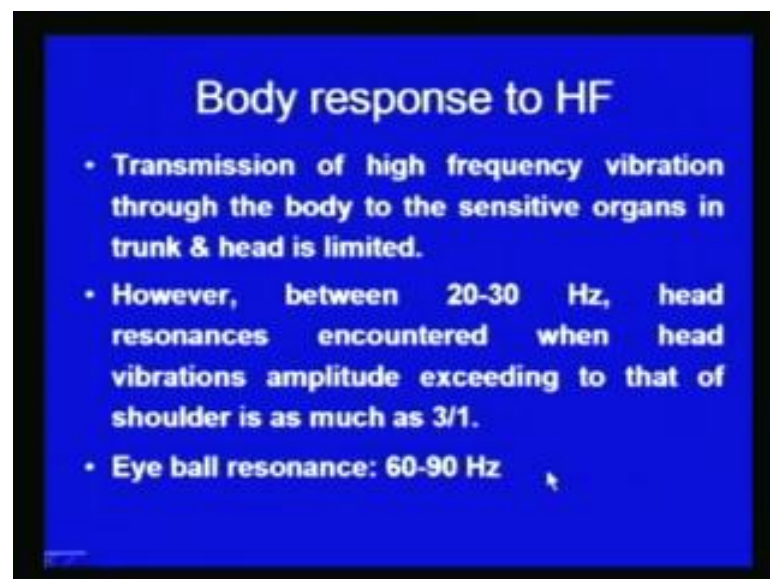 Body response to HF
• Transmission of high frequency vibration
through the body to the sensitive organs in
trunk & head is limited.
• However, between 20-30 Hz, head
resonances encountered when head
vibrations amplitude exceeding to that of
shoulder is as much as 3/1.
• Eye ball resonance: 60-90 Hz